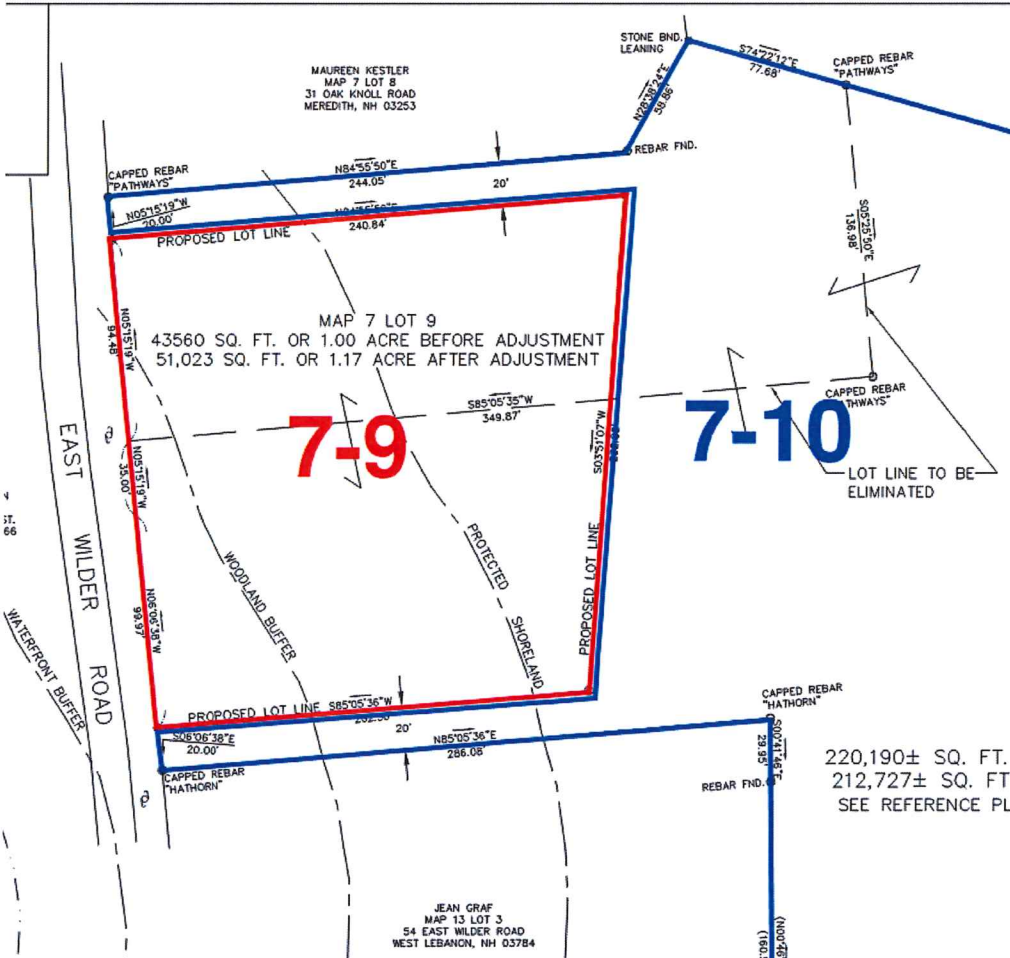 MAUREEN KESTLER
MAP 7 LOT 8
31 OAK KNOLL ROAD
MEREDITH, NH 03253
STONE BND.
LEANING
S74°22'12"E
77.68'
CAPPED REBAR
"PATHWAYS"
N28°38'24"E
58.86'
REBAR FND.
CAPPED REBAR
"PATHWAYS"
N84°55'50"E
244.05'
20'
N05°15'19"W
20.00'
240.84'
PROPOSED LOT LINE
S05°25'50"E
136.98'
N05°15'19"W
94.48'
MAP 7 LOT 9
43560 SQ. FT. OR 1.00 ACRE BEFORE ADJUSTMENT
51,023 SQ. FT. OR 1.17 ACRE AFTER ADJUSTMENT
S85°05'35"W
349.87'
CAPPED REBAR
7-9
7-10
S03°51'07"W
LOT LINE TO BE
ELIMINATED
N05°15'19"W
35.00'
EAST WILDER ROAD
ST.
66
WOODLAND BUFFER
PROTECTED SHORELAND
PROPOSED LOT LINE
N06°06'38"W
99.97'
WATERFRONT BUFFER
PROPOSED LOT LINE S85°05'36"W
S06°06'38"E
20.00'
20'
N85°05'36"E
286.08'
CAPPED REBAR
"HATHORN"
CAPPED REBAR
"HATHORN"
S00°41'46"E
29.95'
REBAR FND.
220,190± SQ. FT.
212,727± SQ. FT
SEE REFERENCE PL
JEAN GRAF
MAP 13 LOT 3
54 EAST WILDER ROAD
WEST LEBANON, NH 03784
(N00°46
(160.